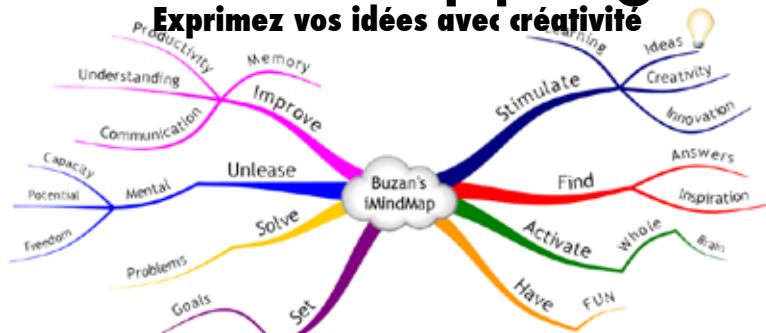 Exprimez vos idées avec créativité
Productivity
Memory
Understanding
Improve
Communication
Stimulate
Learning
Ideas
Creativity
Innovation
Capacity
Potential
Freedom
Mental
Unlease
Buzan's
iMindMap
Find
Answers
Inspiration
Solve
Problems
Activate
Whole
Brain
Set
Goals
Have
FUN